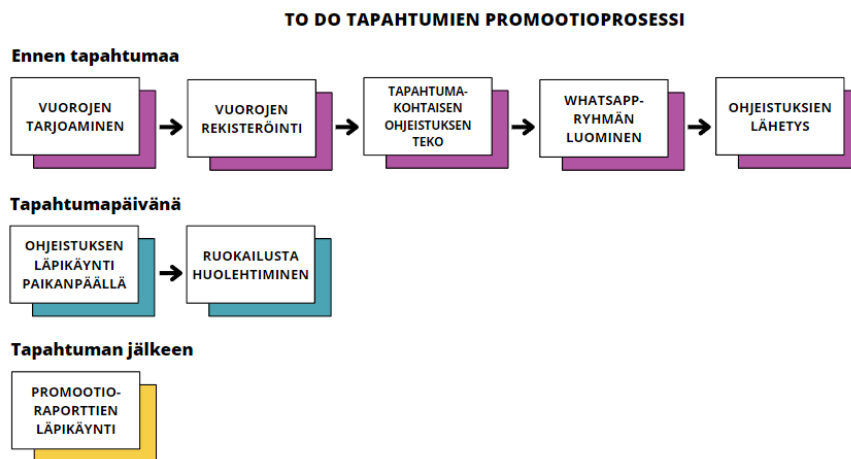 TO DO TAPAHTUMIEN PROMOOTIOPROSESSI
Ennen tapahtumaa
VUOROJEN
TARJOAMINEN
VUOROJEN
REKISTERÖINTI
TAPAHTUMA-
KOHTAISEN
OHJEISTUKSEN
TEKO
WHATSAPP-
RYHMÄN
LUOMINEN
OHJEISTUKSIEN
LÄHETYS
Tapahtumapäivänä
OHJEISTUKSEN
LÄPIKÄYNTI
PAIKANPÄÄLLÄ
RUOKAILUSTA
HUOLEHTIMINEN
Tapahtuman jälkeen
PROMOOTIO-
RAPORTTIEN
LÄPIKÄYNTI